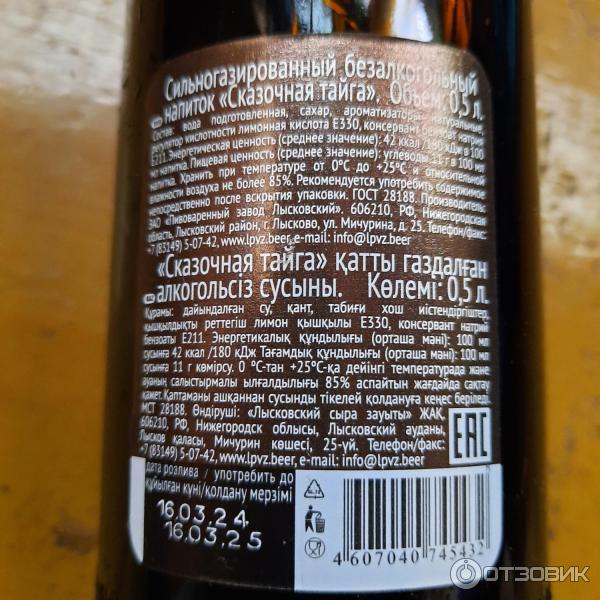 Сильногазированный безалкогольный
напиток «Сказочная тайга». Объем: 0,5 л.
Состав: вода подготовленная, сахар, ароматизаторы натуральные,
регулятор кислотности лимонная кислота Е330, консервант бензоат натрия
Е211. Энергетическая ценность (среднее значение): 42 ккал/180 кДж в 100
мл напитка. Пищевая ценность (среднее значение): углеводы 11 г в 100 мл
напитка. Хранить при температуре от 0°С до +25°С и относительной
влажности воздуха не более 85%. Рекомендуется употребить содержимое
непосредственно после вскрытия упаковки. ГОСТ 28188. Производитель:
ЗАО «Пивоваренный завод Лысковский». 606210, РФ, Нижегородская
область, Лысковский район, г. Лысково, ул. Мичурина, д. 25. Телефон/факс:
+7 (83149) 5-07-42, www.lpvz.beer, e-mail: info@lpvz.beer
«Сказочная тайга» қатты газдалған
алкогольсіз сусыны. Көлемі: 0,5 л.
Құрамы: дайындалған су, қант, табиғи хош иістендіргіштер,
қышқылдықты реттегіш лимон қышқылы Е330, консервант натрий
бензоаты Е211. Энергетикалық құндылығы (орташа мәні): 100 мл
сусынға 42 ккал /180 кДж Тағамдық құндылығы (орташа мәні): 100 мл
сусынға 11 г көмірсу. 0 °С-тан +25°С-қа дейінгі температурада және
ауаның салыстырмалы ылғалдылығы 85% аспайтын жағдайда сақтау
қажет. Қаптаманы ашқаннан сусынды тікелей қолдануға кеңес беріледі.
МСТ 28188. Өндіруші: «Лысковский сыра зауыты» ЖАҚ.
606210, РФ, Нижегородск облысы, Лысковский ауданы,
Лысков қаласы, Мичурин көшесі, 25-үй. Телефон/факс:
+7 (83149) 5-07-42, www.lpvz.beer, e-mail: info@lpvz.beer
EAC
дата розлива / употребить до
құйылған күні/қолдану мерзімі
16.03.24
16.03.25
4 607040 745432
ОТЗОВИК